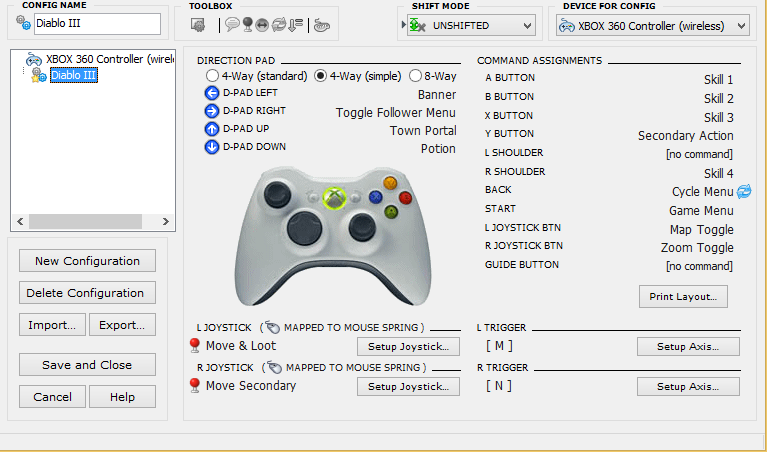 CONFIG NAME
Diablo III
TOOLBOX
SHIFT MODE
UNSHIFTED
DEVICE FOR CONFIG
XBOX 360 Controller (wireless)
XBOX 360 Controller (wirel
Diablo III
New Configuration
Delete Configuration
Import...
Export...
Save and Close
Cancel
Help
DIRECTION PAD
4-Way (standard)
4-Way (simple)
8-Way
D-PAD LEFT Banner
D-PAD RIGHT Toggle Follower Menu
D-PAD UP Town Portal
D-PAD DOWN Potion
COMMAND ASSIGNMENTS
A BUTTON Skill 1
B BUTTON Skill 2
X BUTTON Skill 3
Y BUTTON Secondary Action
L SHOULDER [no command]
R SHOULDER Skill 4
BACK Cycle Menu
START Game Menu
L JOYSTICK BTN Map Toggle
R JOYSTICK BTN Zoom Toggle
GUIDE BUTTON [no command]
Print Layout...
L JOYSTICK ( MAPPED TO MOUSE SPRING )
Move & Loot
Setup Joystick...
R JOYSTICK ( MAPPED TO MOUSE SPRING )
Move Secondary
Setup Joystick...
L TRIGGER
[ M ]
Setup Axis...
R TRIGGER
[ N ]
Setup Axis...